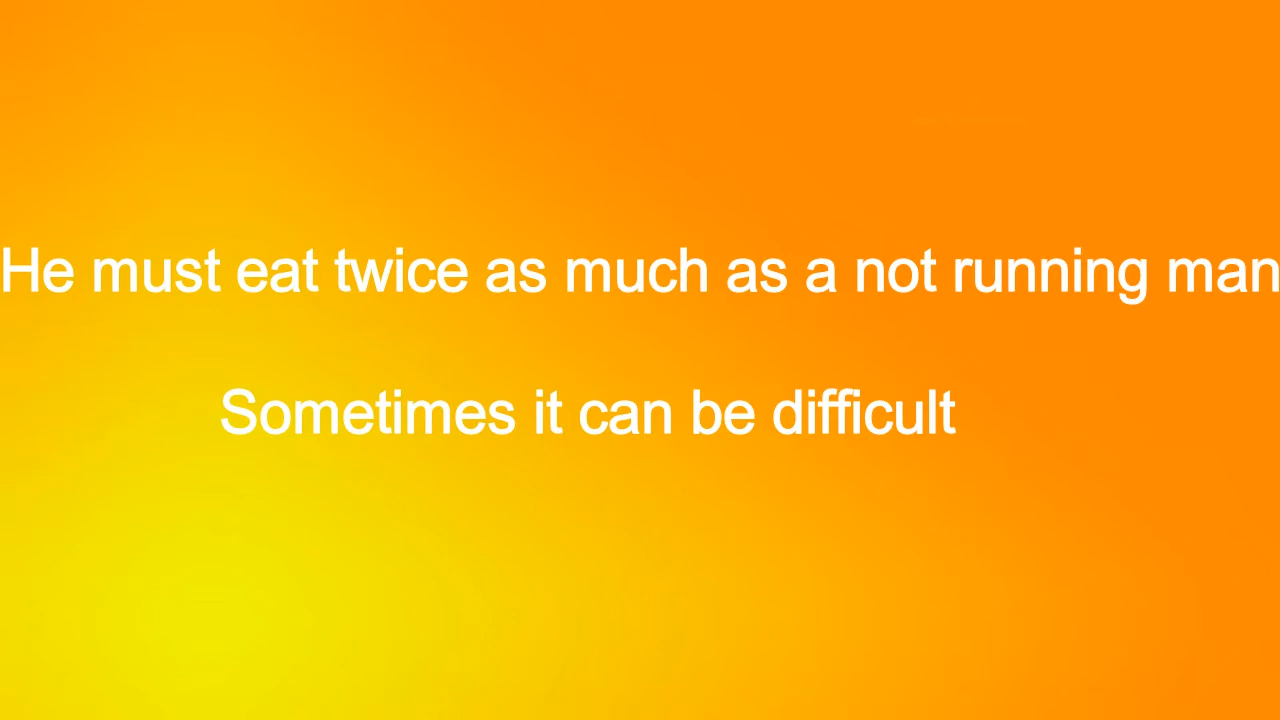 He must eat twice as much as a not running man
Sometimes it can be difficult